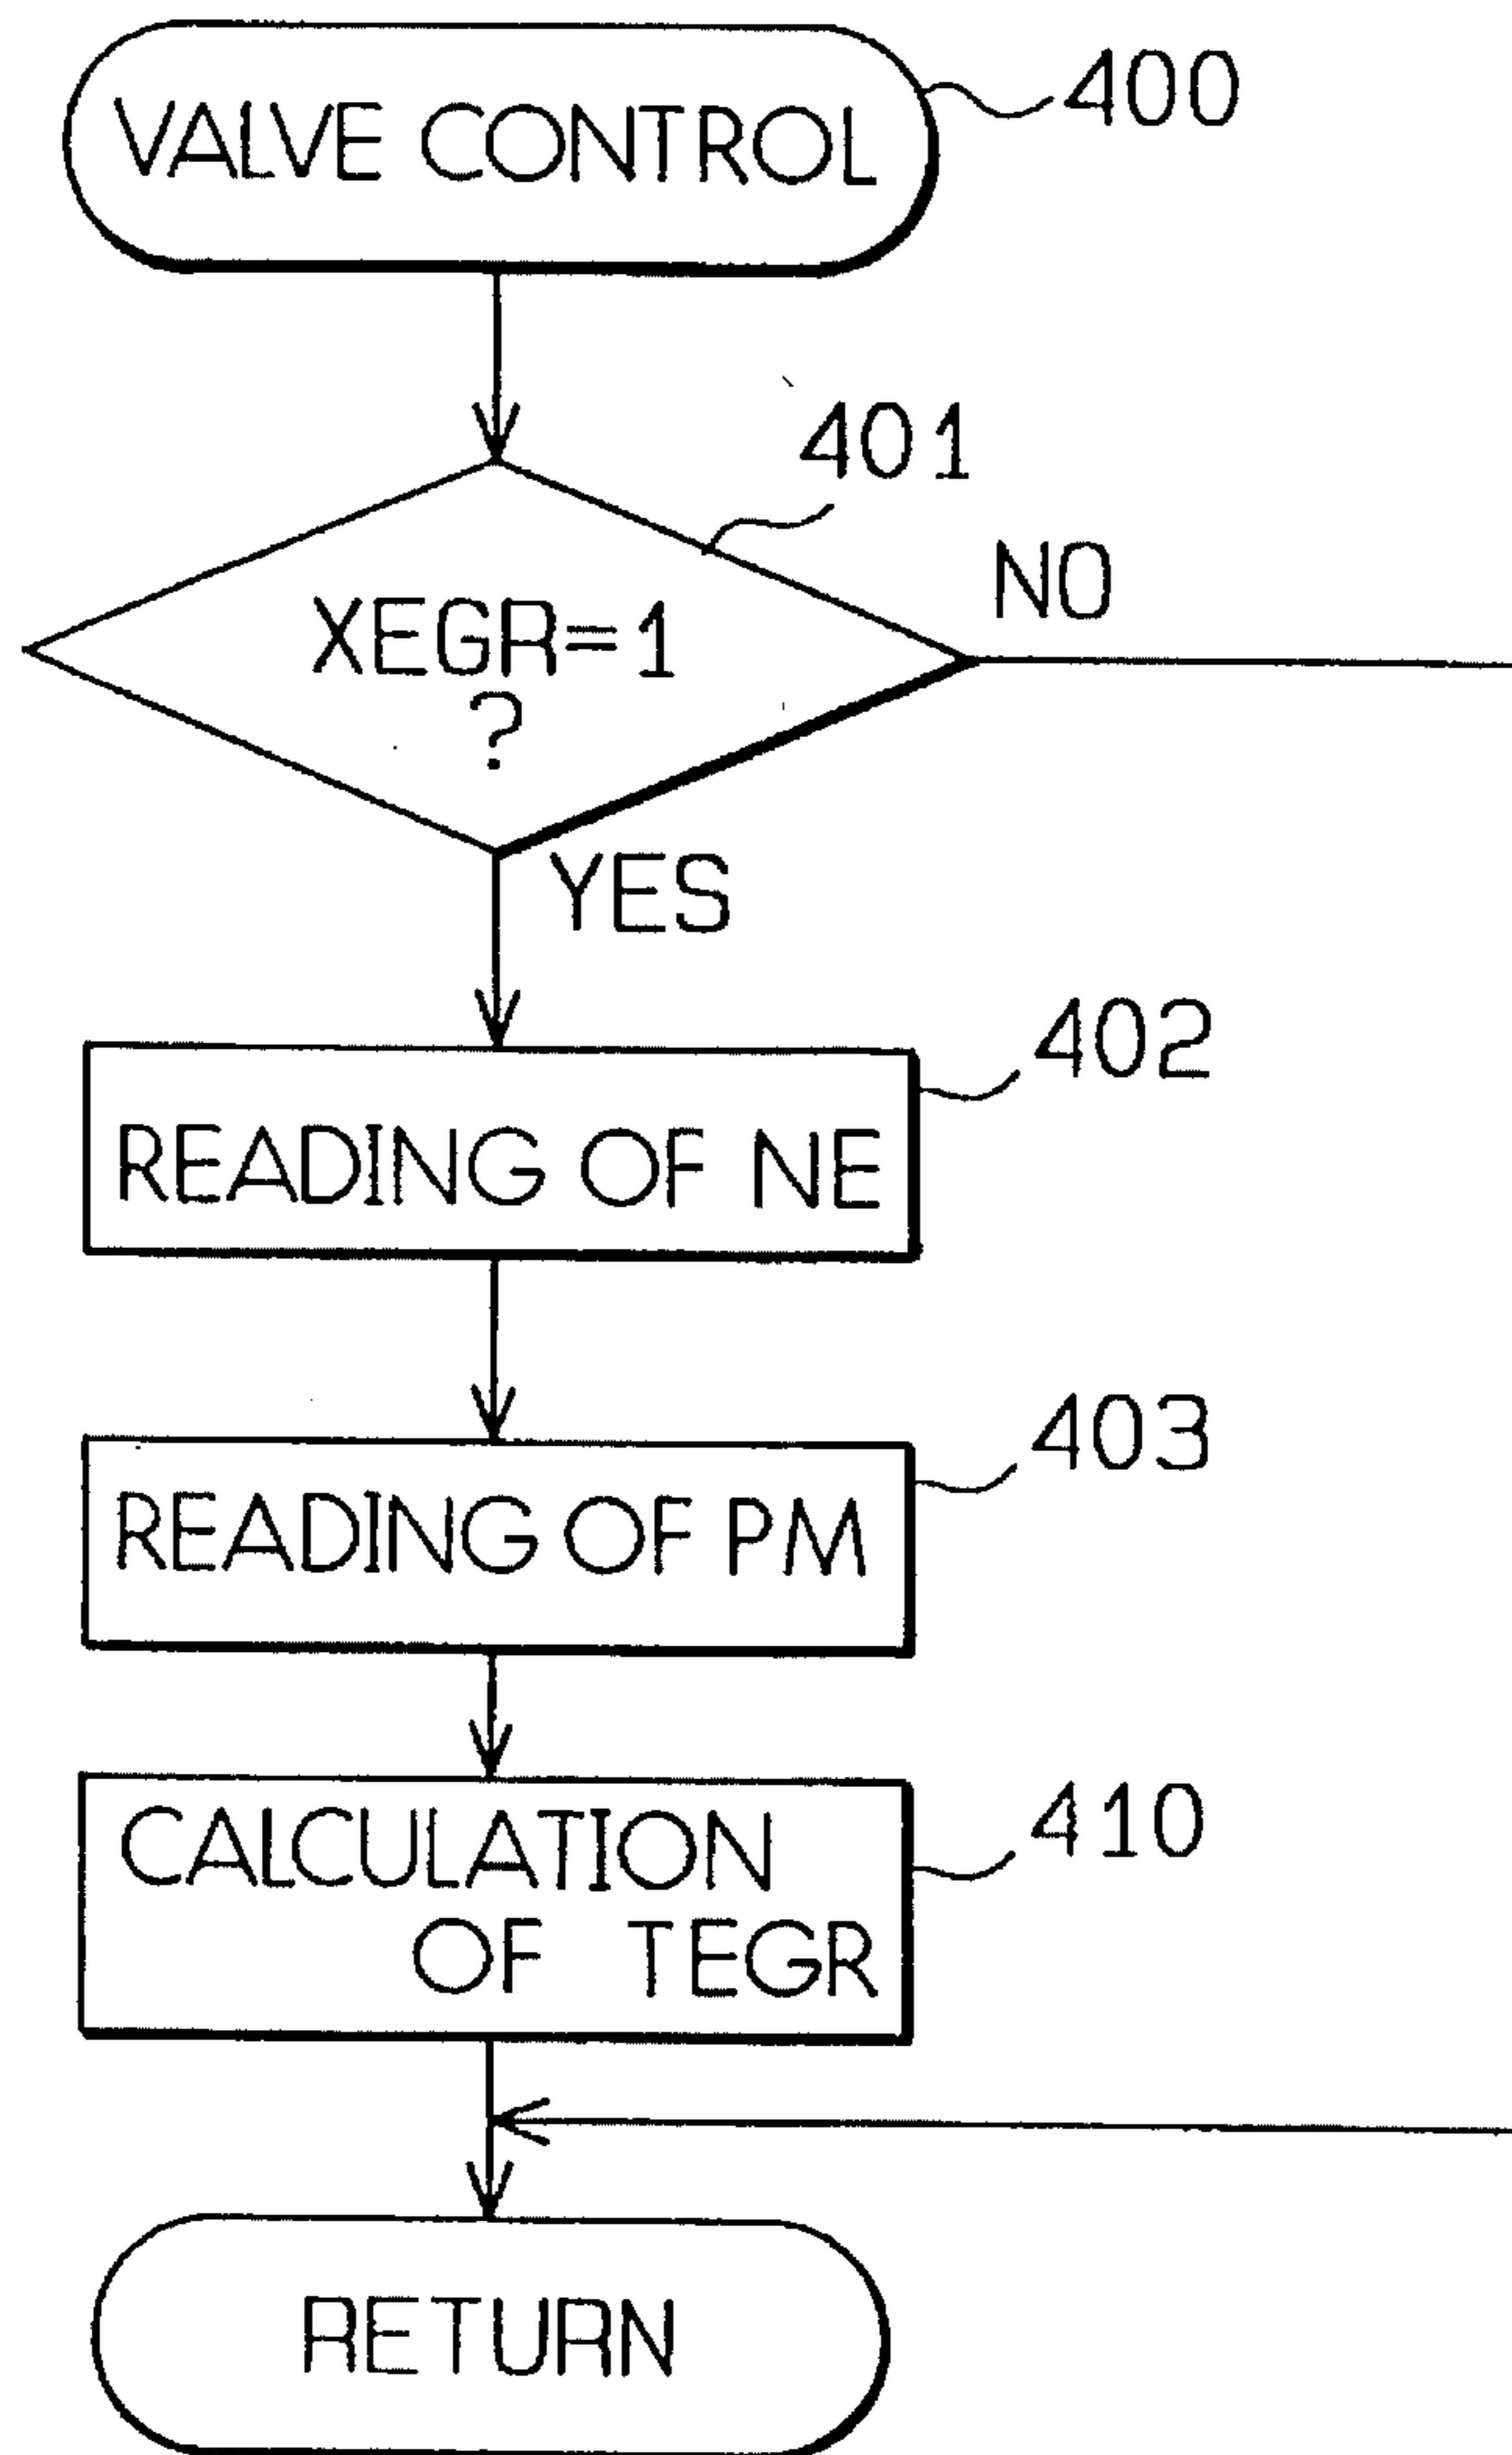 VALVE CONTROL
400
401
XEGR=1
?
NO
YES
402
READING OF NE
403
READING OF PM
410
CALCULATION
OF TEGR
RETURN